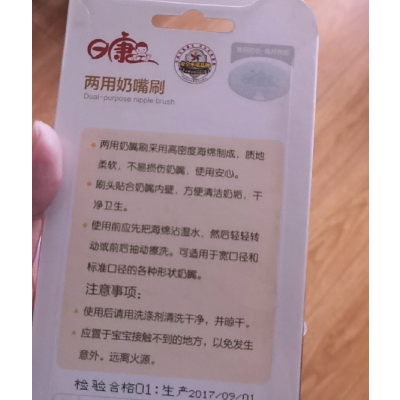 日康
两用奶嘴刷
Dual-purpose nipple brush
两用奶嘴刷采用高密度海绵制成，质地
柔软，不易损伤奶嘴，使用安心。
刷头贴合奶嘴内壁，方便清洁奶垢，干
净卫生。
使用前应先把海绵沾湿水，然后轻轻转
动或前后抽动擦洗。可适用于宽口径和
标准口径的各种形状奶嘴。
注意事项：
使用后请用洗涤剂清洗干净，并晾干。
应置于宝宝接触不到的地方，以免发生
意外。远离火源。
检验合格01：生产2017/09/01